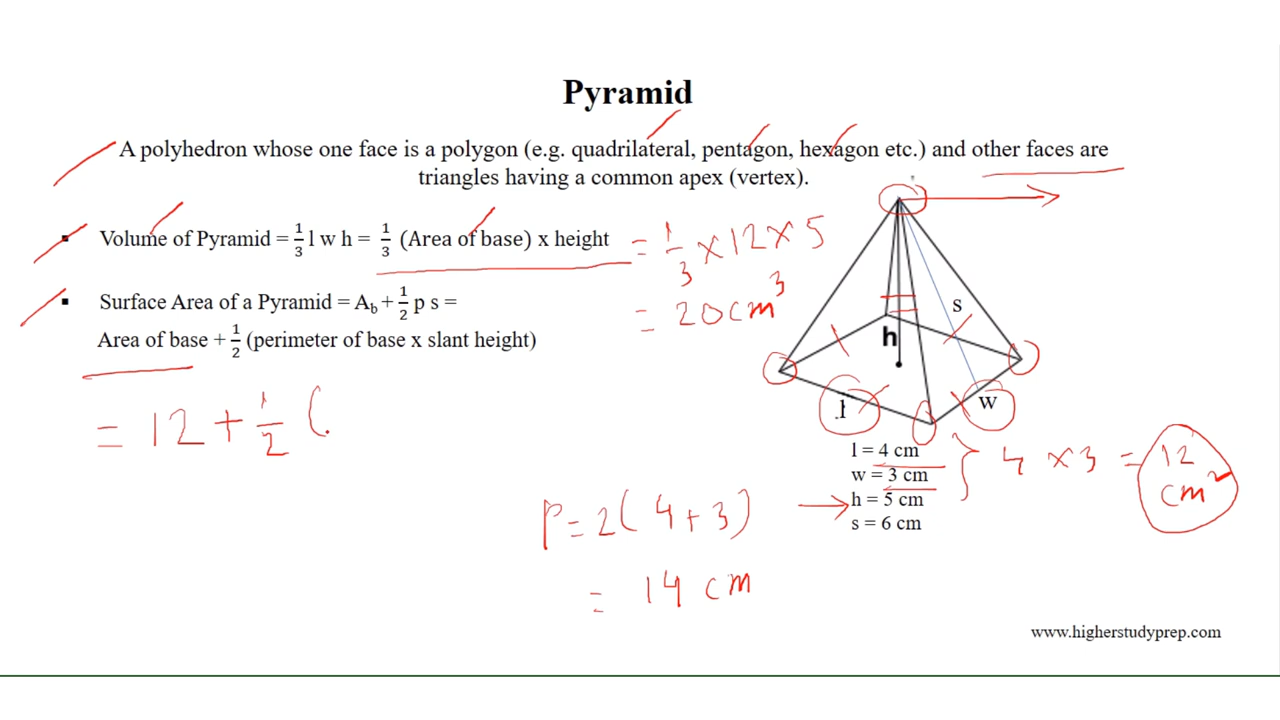 Pyramid
A polyhedron whose one face is a polygon (e.g. quadrilateral, pentagon, hexagon etc.) and other faces are
triangles having a common apex (vertex).
▪ Volume of Pyramid = 1/3 l w h = 1/3 (Area of base) x height
= 1/3 × 12 × 5
= 20 cm³
▪ Surface Area of a Pyramid = A_b + 1/2 p s =
Area of base + 1/2 (perimeter of base x slant height)
= 12 + 1/2 (
s
h
l
w
l = 4 cm
w = 3 cm
h = 5 cm
s = 6 cm
4 × 3 = 12 cm²
P = 2 ( 4 + 3 )
= 14 cm
www.higherstudyprep.com